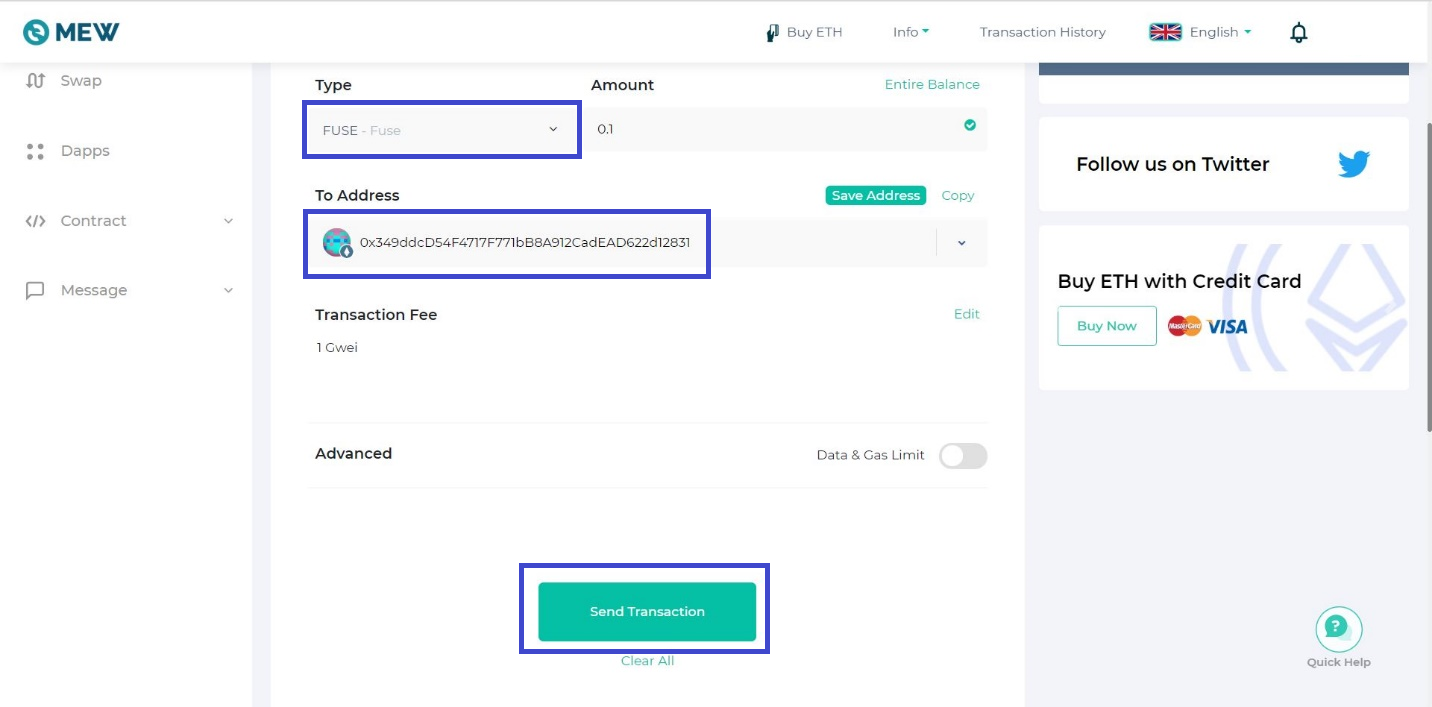 MEW
Buy ETH
Info
Transaction History
English
Swap
Dapps
Contract
Message
Type
Amount
Entire Balance
FUSE - Fuse
0.1
To Address
Save Address
Copy
0x349ddcD54F4717F771bB8A912CadEAD622d12831
Transaction Fee
Edit
1 Gwei
Advanced
Data & Gas Limit
Send Transaction
Clear All
Follow us on Twitter
Buy ETH with Credit Card
Buy Now
MasterCard
VISA
?
Quick Help